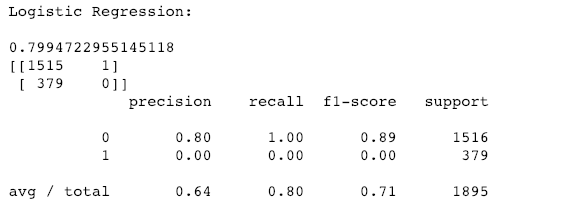 Logistic Regression:
0.7994722955145118
[[1515    1]
 [ 379    0]]
             precision    recall  f1-score   support
          0       0.80      1.00      0.89      1516
          1       0.00      0.00      0.00       379
avg / total       0.64      0.80      0.71      1895